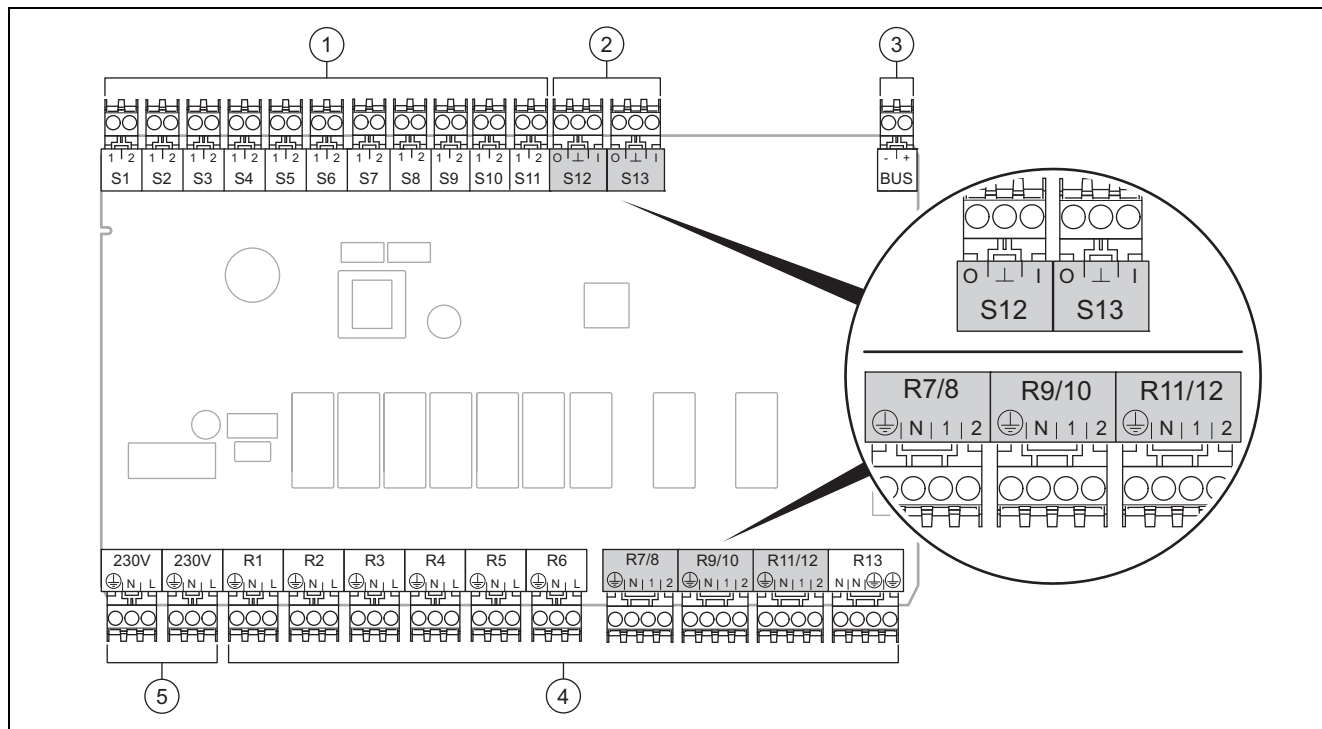 1 2 3
1 2 1 2 1 2 1 2 1 2 1 2 1 2 1 2 1 2 1 2 1 2 O ⊥ I O ⊥ I - +
S1 S2 S3 S4 S5 S6 S7 S8 S9 S10 S11 S12 S13 BUS
O ⊥ I O ⊥ I
S12 S13
R7/8 R9/10 R11/12
⏚ N 1 2 ⏚ N 1 2 ⏚ N 1 2
230V 230V R1 R2 R3 R4 R5 R6 R7/8 R9/10 R11/12 R13
⏚ N L ⏚ N L ⏚ N L ⏚ N L ⏚ N L ⏚ N L ⏚ N L ⏚ N L ⏚ N 1 2 ⏚ N 1 2 ⏚ N 1 2 N N ⏚ ⏚
5 4